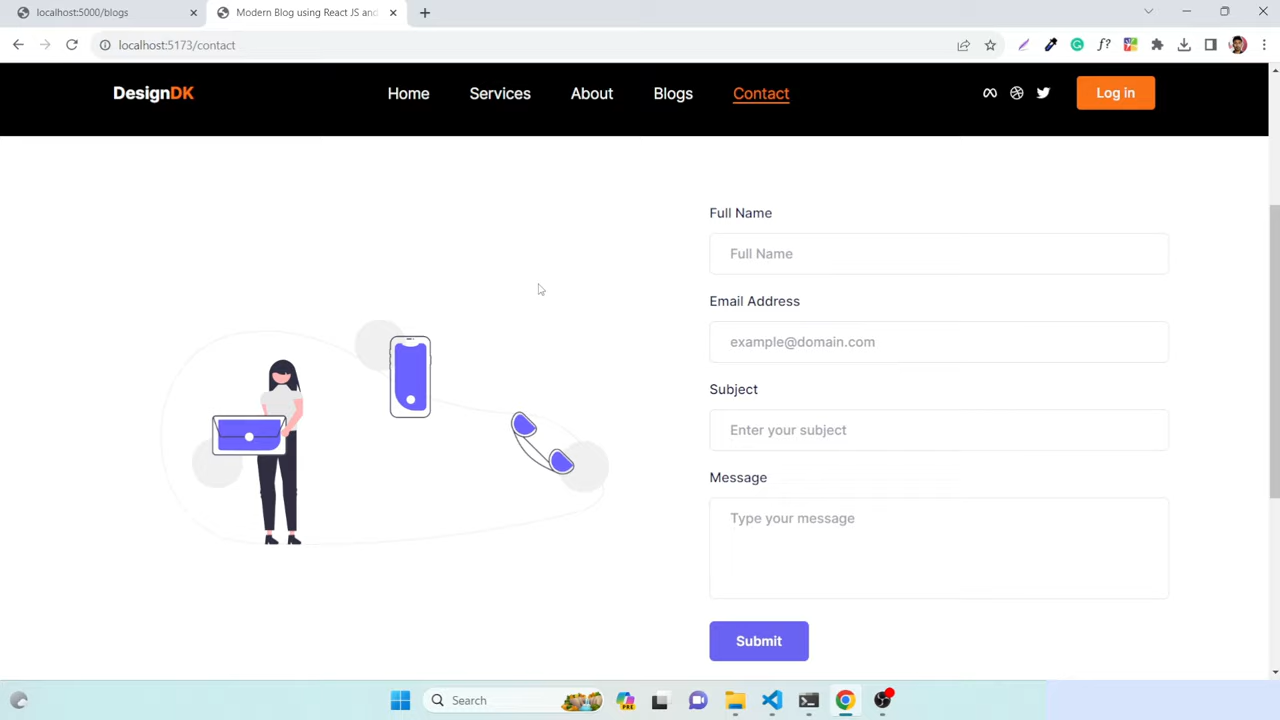 localhost:5000/blogs
Modern Blog using React JS and
localhost:5173/contact
f?
DesignDK
Home
Services
About
Blogs
Contact
Log in
Full Name
Full Name
Email Address
example@domain.com
Subject
Enter your subject
Message
Type your message
Submit
Search